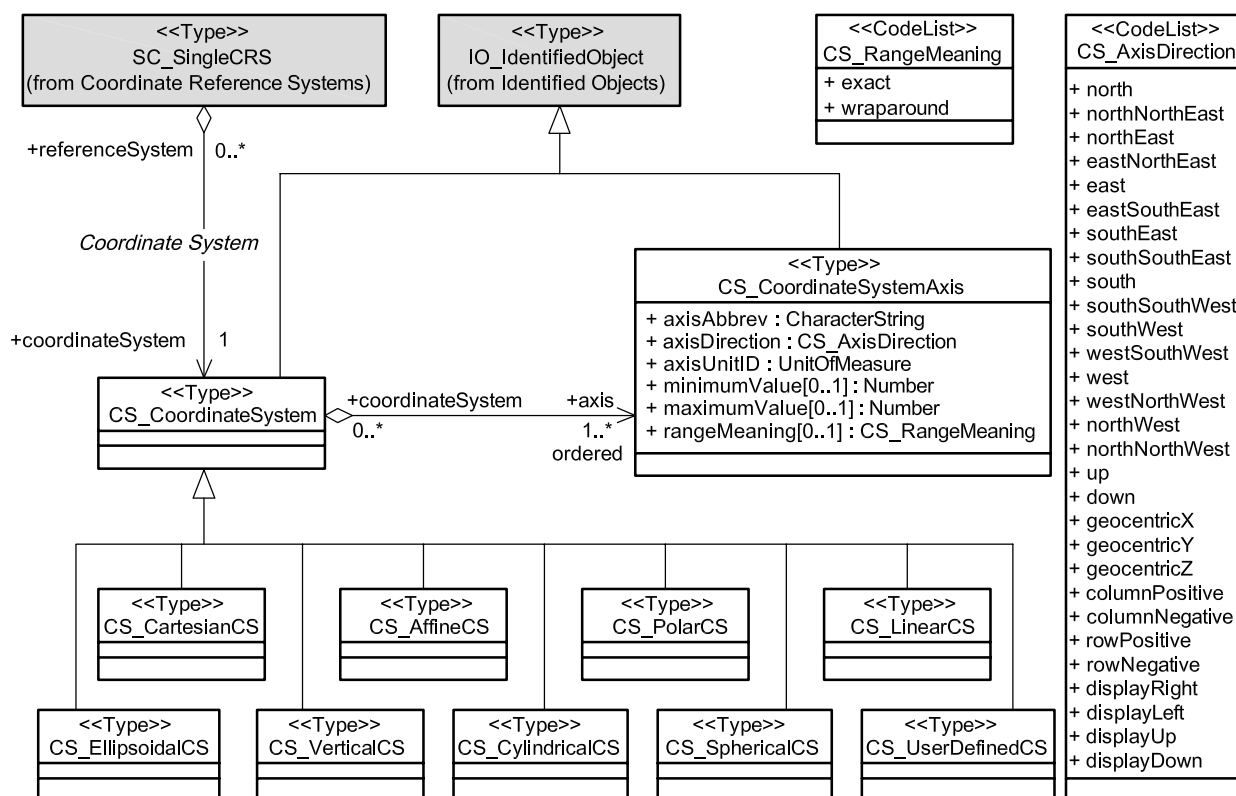 <<Type>>
SC_SingleCRS
(from Coordinate Reference Systems)
<<Type>>
IO_IdentifiedObject
(from Identified Objects)
<<CodeList>>
CS_RangeMeaning
+ exact
+ wraparound
<<CodeList>>
CS_AxisDirection
+ north
+ northNorthEast
+ northEast
+ eastNorthEast
+ east
+ eastSouthEast
+ southEast
+ southSouthEast
+ south
+ southSouthWest
+ southWest
+ westSouthWest
+ west
+ westNorthWest
+ northWest
+ northNorthWest
+ up
+ down
+ geocentricX
+ geocentricY
+ geocentricZ
+ columnPositive
+ columnNegative
+ rowPositive
+ rowNegative
+ displayRight
+ displayLeft
+ displayUp
+ displayDown
+referenceSystem
0..*
Coordinate System
+coordinateSystem
1
<<Type>>
CS_CoordinateSystemAxis
+ axisAbbrev : CharacterString
+ axisDirection : CS_AxisDirection
+ axisUnitID : UnitOfMeasure
+ minimumValue[0..1] : Number
+ maximumValue[0..1] : Number
+ rangeMeaning[0..1] : CS_RangeMeaning
<<Type>>
CS_CoordinateSystem
+coordinateSystem
0..*
+axis
1..*
ordered
<<Type>>
CS_CartesianCS
<<Type>>
CS_AffineCS
<<Type>>
CS_PolarCS
<<Type>>
CS_LinearCS
<<Type>>
CS_EllipsoidalCS
<<Type>>
CS_VerticalCS
<<Type>>
CS_CylindricalCS
<<Type>>
CS_SphericalCS
<<Type>>
CS_UserDefinedCS